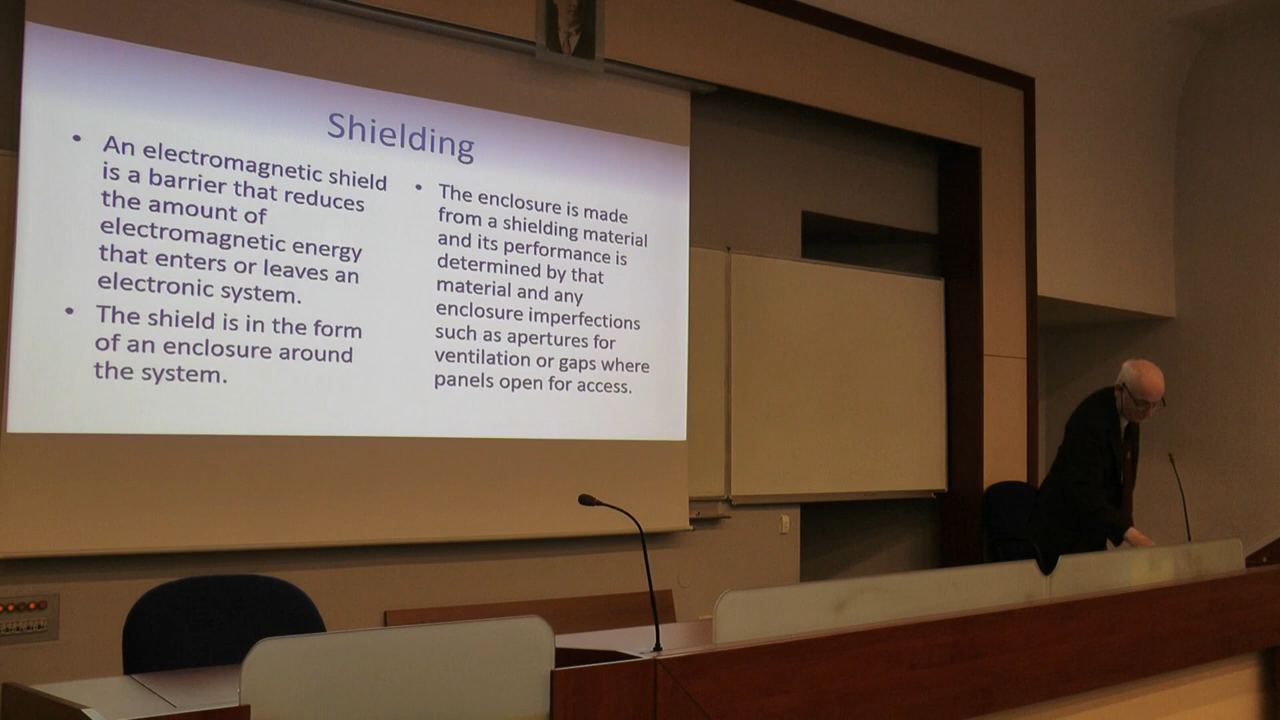 Shielding
• An electromagnetic shield
is a barrier that reduces
the amount of
electromagnetic energy
that enters or leaves an
electronic system.
• The shield is in the form
of an enclosure around
the system.
• The enclosure is made
from a shielding material
and its performance is
determined by that
material and any
enclosure imperfections
such as apertures for
ventilation or gaps where
panels open for access.